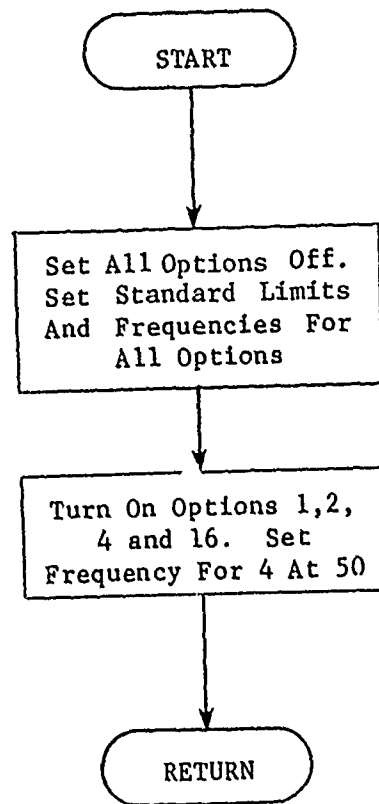 START
Set All Options Off.
Set Standard Limits
And Frequencies For
All Options
Turn On Options 1,2,
4 and 16. Set
Frequency For 4 At 50
RETURN